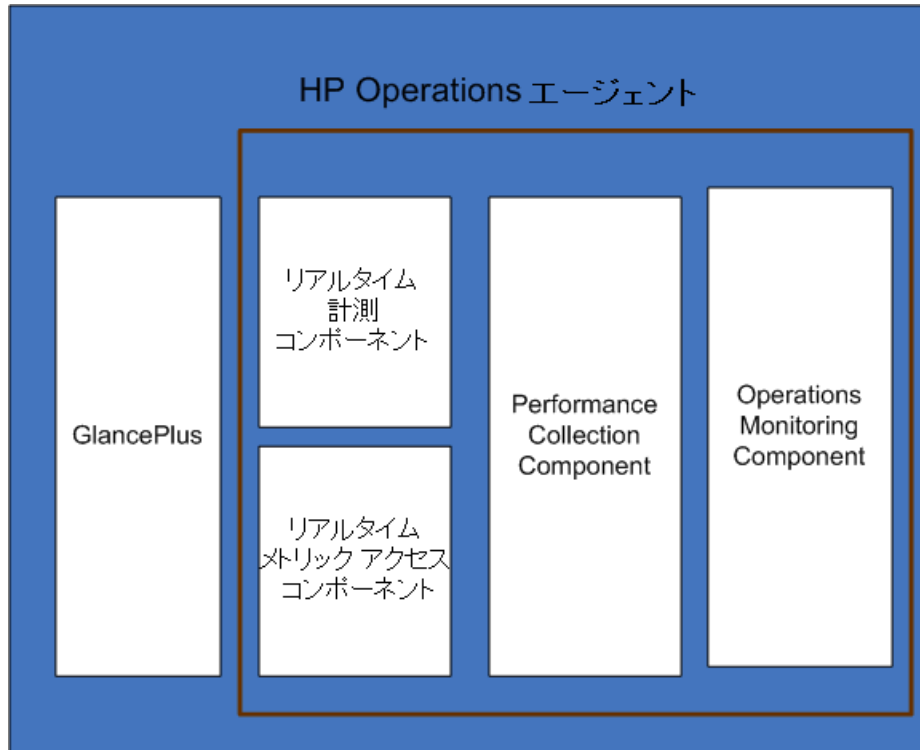 HP Operations エージェント
GlancePlus
リアルタイム
計測
コンポーネント
リアルタイム
メトリック アクセス
コンポーネント
Performance
Collection
Component
Operations
Monitoring
Component